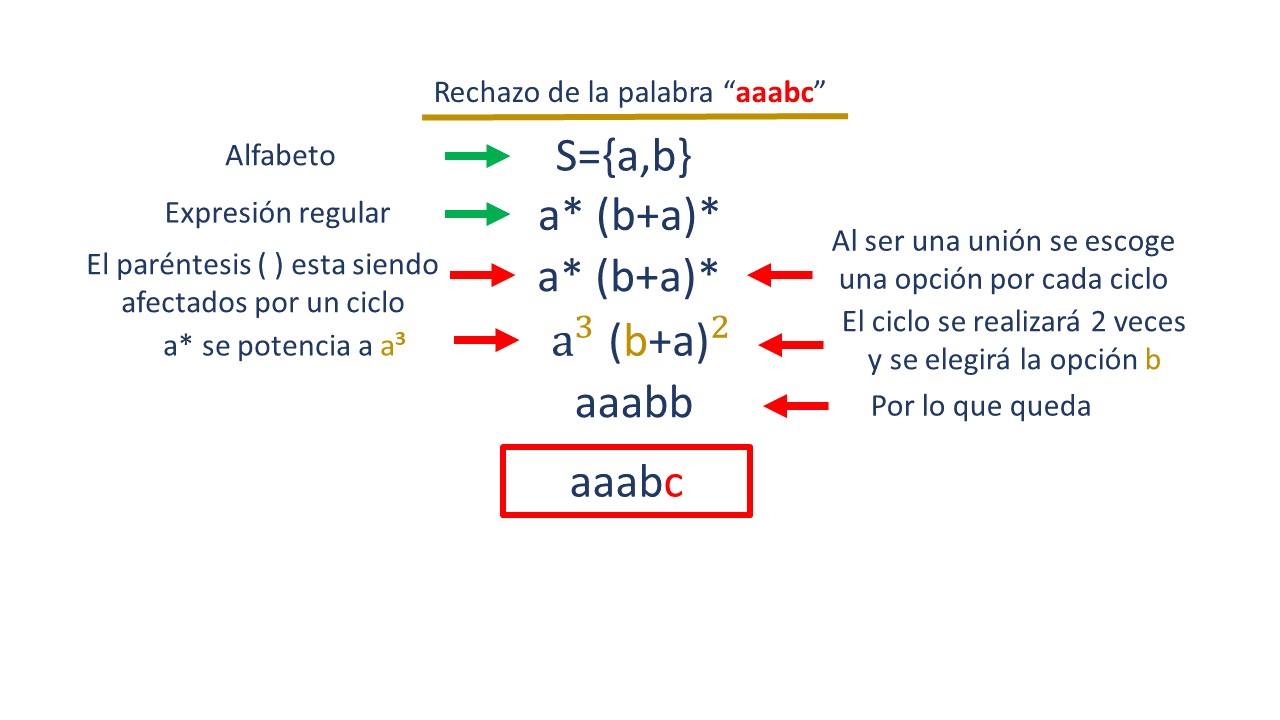 Rechazo de la palabra “aaabc”
Alfabeto
S={a,b}
Expresión regular
a* (b+a)*
El paréntesis ( ) esta siendo
afectados por un ciclo
a* (b+a)*
Al ser una unión se escoge
una opción por cada ciclo
a* se potencia a a³
a³ (b+a)²
El ciclo se realizará 2 veces
y se elegirá la opción b
aaabb
Por lo que queda
aaabc